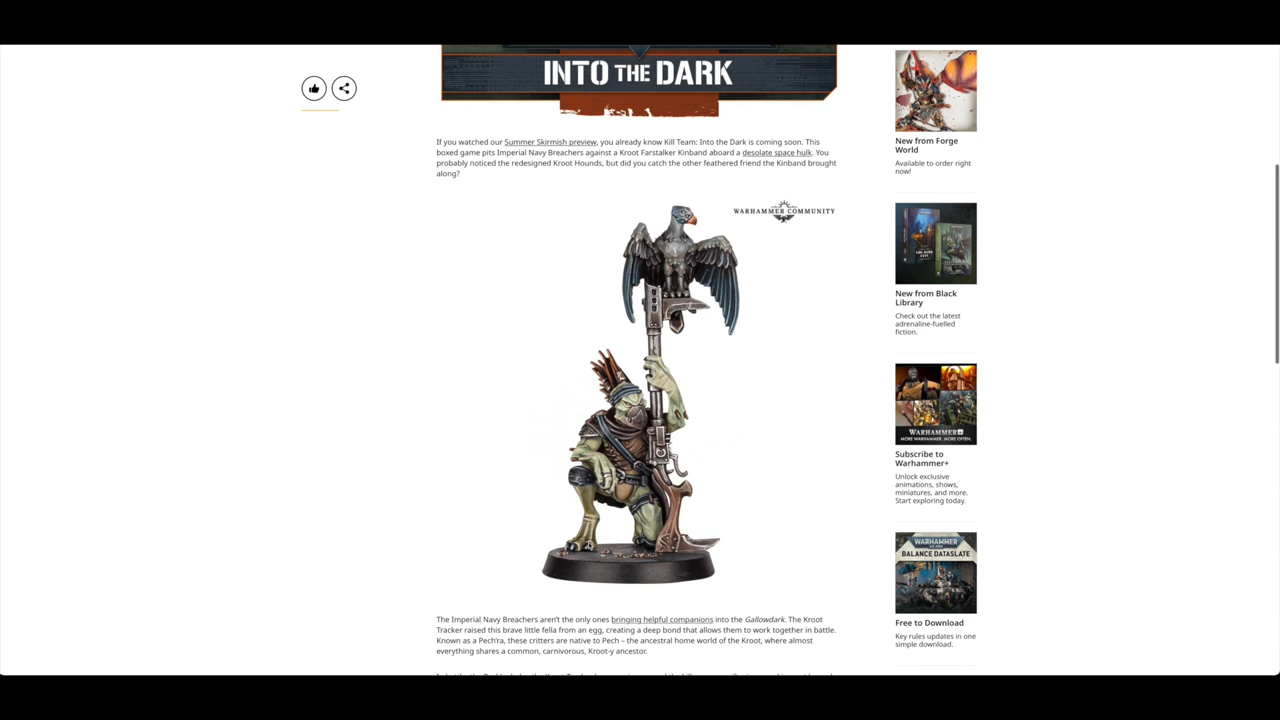 INTO THE DARK
If you watched our Summer Skirmish preview, you already know Kill Team: Into the Dark is coming soon. This
boxed game pits Imperial Navy Breachers against a Kroot Farstalker Kinband aboard a desolate space hulk. You
probably noticed the redesigned Kroot Hounds, but did you catch the other feathered friend the Kinband brought
along?
WARHAMMER COMMUNITY
The Imperial Navy Breachers aren't the only ones bringing helpful companions into the Gallowdark. The Kroot
Tracker raised this brave little fella from an egg, creating a deep bond that allows them to work together in battle.
Known as a Pech'ra, these critters are native to Pech – the ancestral home world of the Kroot, where almost
everything shares a common, carnivorous, Kroot-y ancestor.
New from Forge
World
Available to order right
now!
THE DARK
CITY
New from Black
Library
Check out the latest
adrenaline-fuelled
fiction.
WARHAMMER+
MORE WARHAMMER. MORE OFTEN.
Subscribe to
Warhammer+
Unlock exclusive
animations, shows,
miniatures, and more.
Start exploring today.
WARHAMMER
40,000
BALANCE DATASLATE
Free to Download
Key rules updates in one
simple download.